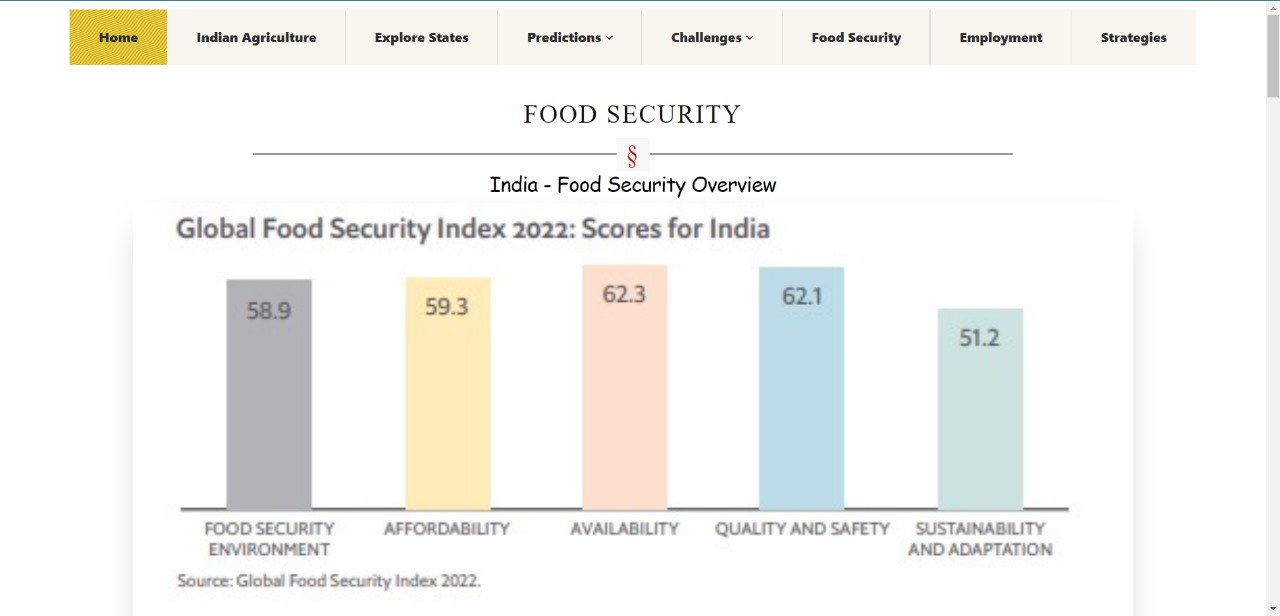 Home Indian Agriculture Explore States Predictions Challenges Food Security Employment Strategies
FOOD SECURITY
§
India - Food Security Overview
Global Food Security Index 2022: Scores for India
58.9 59.3 62.3 62.1 51.2
FOOD SECURITY ENVIRONMENT AFFORDABILITY AVAILABILITY QUALITY AND SAFETY SUSTAINABILITY AND ADAPTATION
Source: Global Food Security Index 2022.